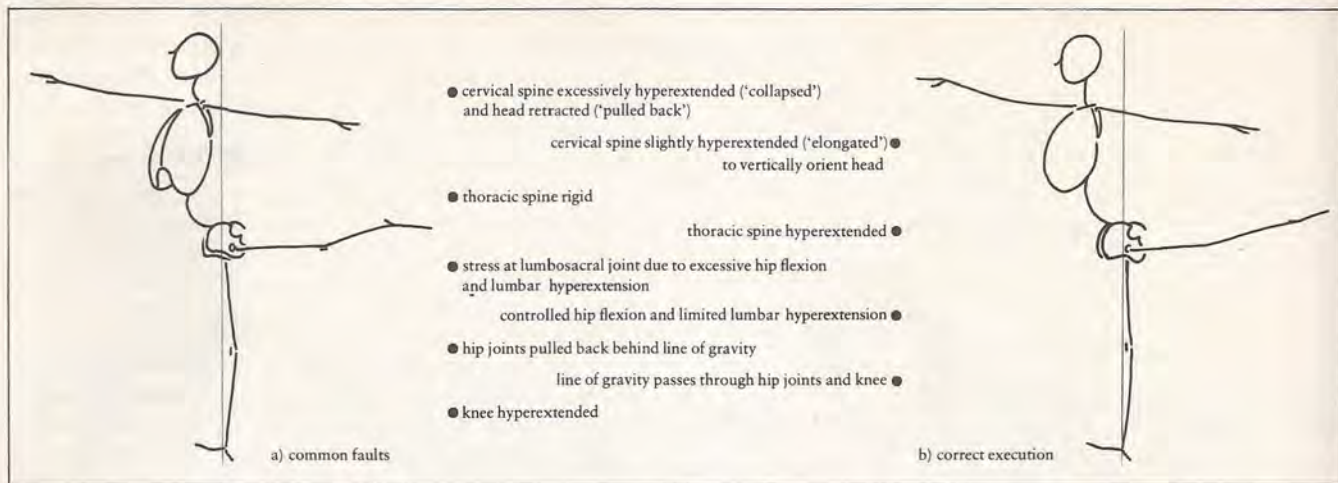 ● cervical spine excessively hyperextended (‘collapsed’)
and head retracted (‘pulled back’)
cervical spine slightly hyperextended (‘elongated’) ●
to vertically orient head
● thoracic spine rigid
thoracic spine hyperextended ●
● stress at lumbosacral joint due to excessive hip flexion
and lumbar hyperextension
controlled hip flexion and limited lumbar hyperextension ●
● hip joints pulled back behind line of gravity
line of gravity passes through hip joints and knee ●
● knee hyperextended
a) common faults
b) correct execution